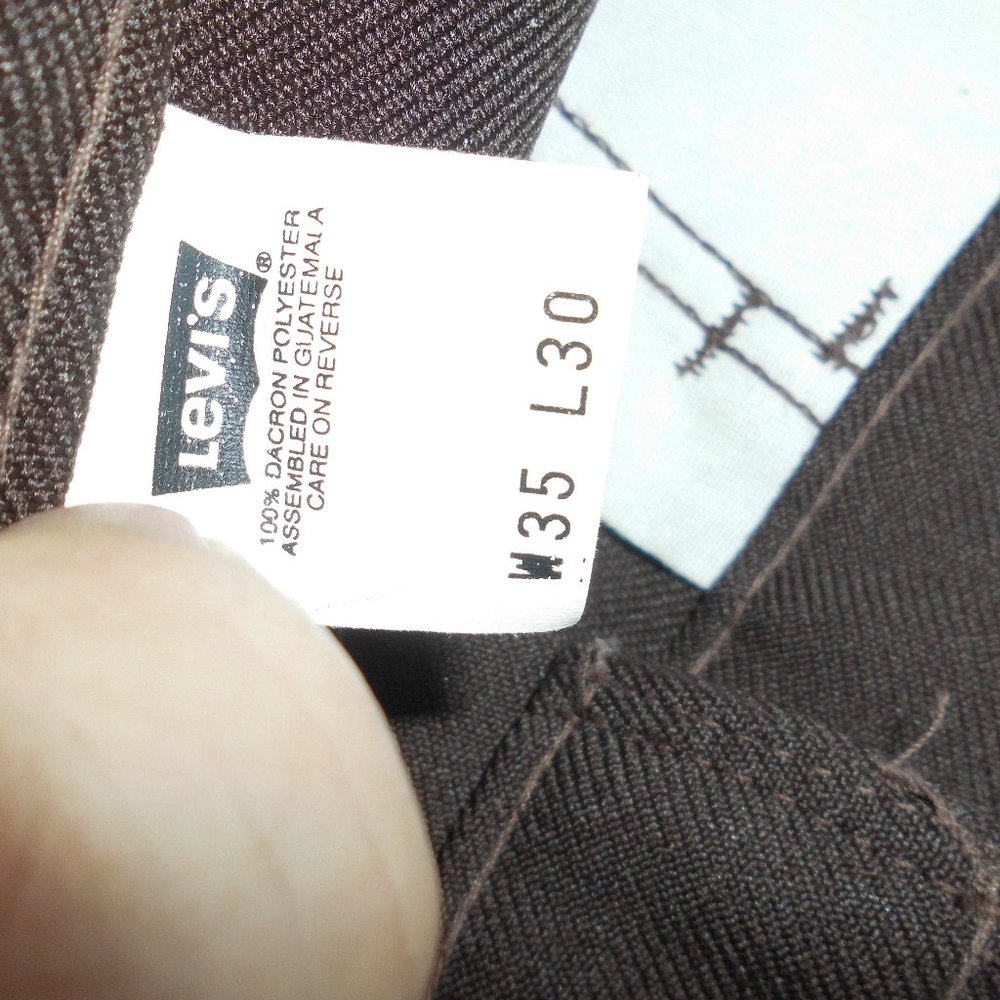 Levi's®
100% DACRON POLYESTER
ASSEMBLED IN GUATEMALA
CARE ON REVERSE
W35 L30